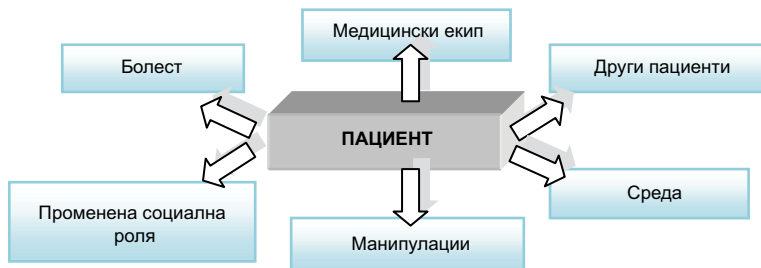 Медицински екип
Болест
Други пациенти
ПАЦИЕНТ
Променена социална
роля
Среда
Манипулации